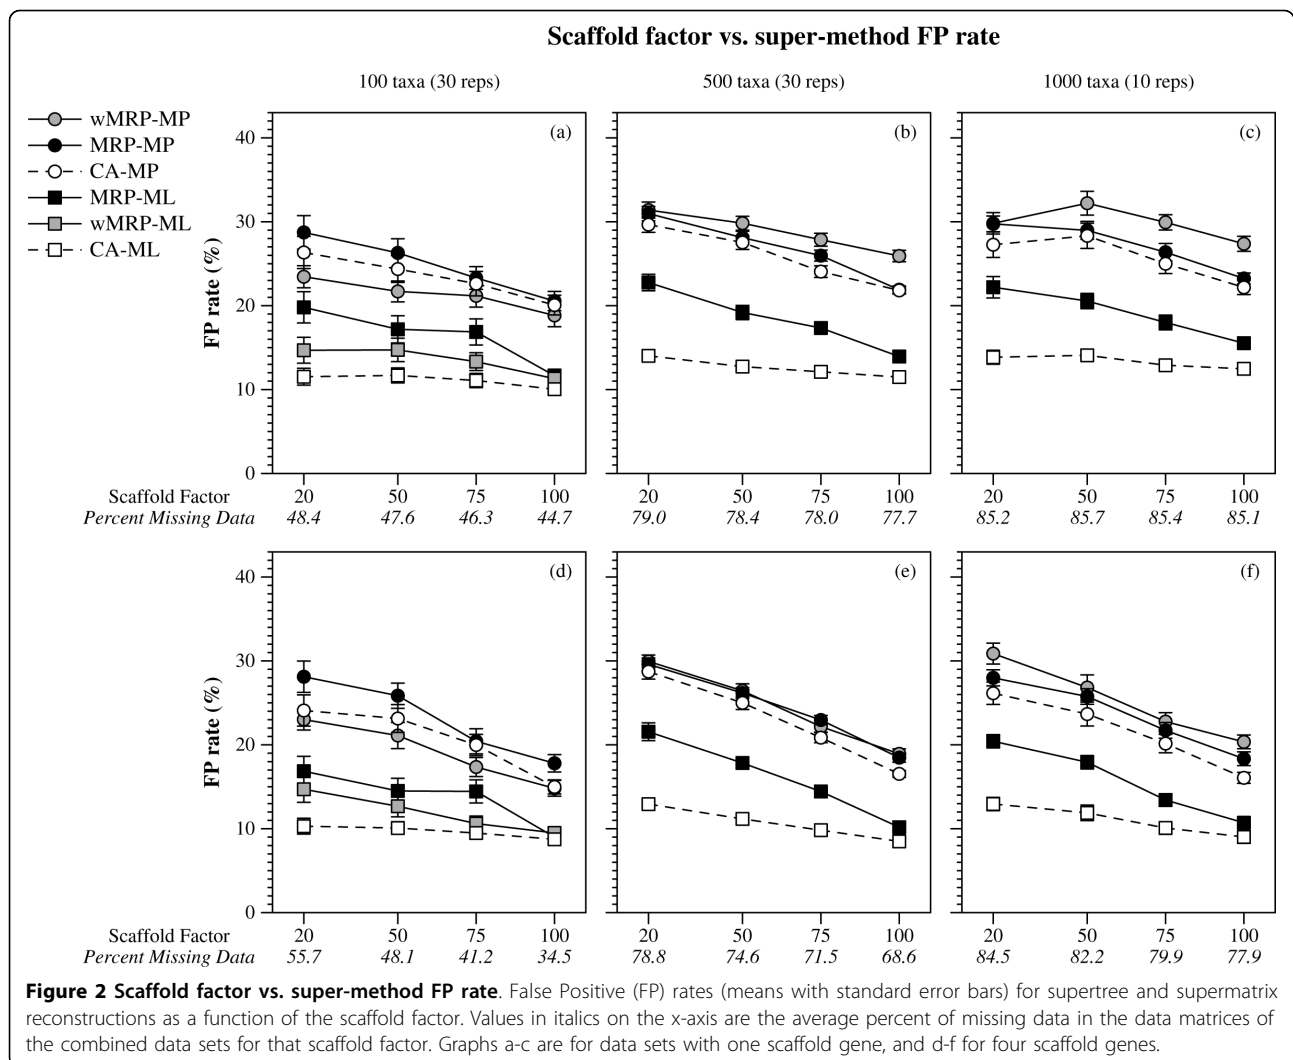 Scaffold factor vs. super-method FP rate
100 taxa (30 reps)
500 taxa (30 reps)
1000 taxa (10 reps)
wMRP-MP
MRP-MP
CA-MP
MRP-ML
wMRP-ML
CA-ML
(a)
(b)
(c)
FP rate (%)
40
30
20
10
0
Scaffold Factor 20 50 75 100 20 50 75 100 20 50 75 100
Percent Missing Data 48.4 47.6 46.3 44.7 79.0 78.4 78.0 77.7 85.2 85.7 85.4 85.1
(d)
(e)
(f)
FP rate (%)
40
30
20
10
0
Scaffold Factor 20 50 75 100 20 50 75 100 20 50 75 100
Percent Missing Data 55.7 48.1 41.2 34.5 78.8 74.6 71.5 68.6 84.5 82.2 79.9 77.9
Figure 2 Scaffold factor vs. super-method FP rate. False Positive (FP) rates (means with standard error bars) for supertree and supermatrix
reconstructions as a function of the scaffold factor. Values in italics on the x-axis are the average percent of missing data in the data matrices of
the combined data sets for that scaffold factor. Graphs a-c are for data sets with one scaffold gene, and d-f for four scaffold genes.